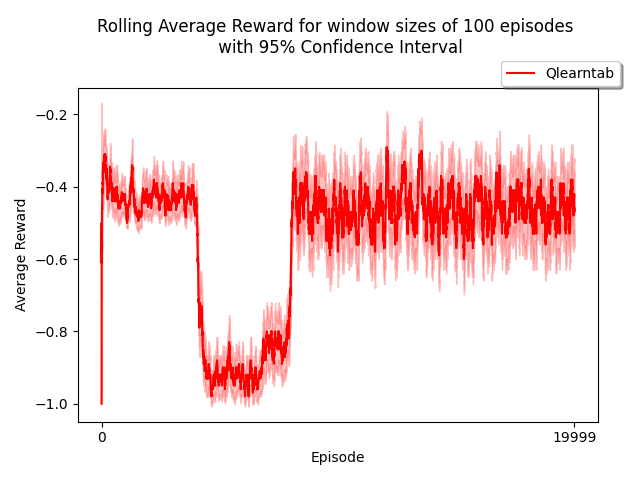 Rolling Average Reward for window sizes of 100 episodes
with 95% Confidence Interval
Qlearntab
−0.2
−0.4
−0.6
−0.8
−1.0
Average Reward
0
19999
Episode